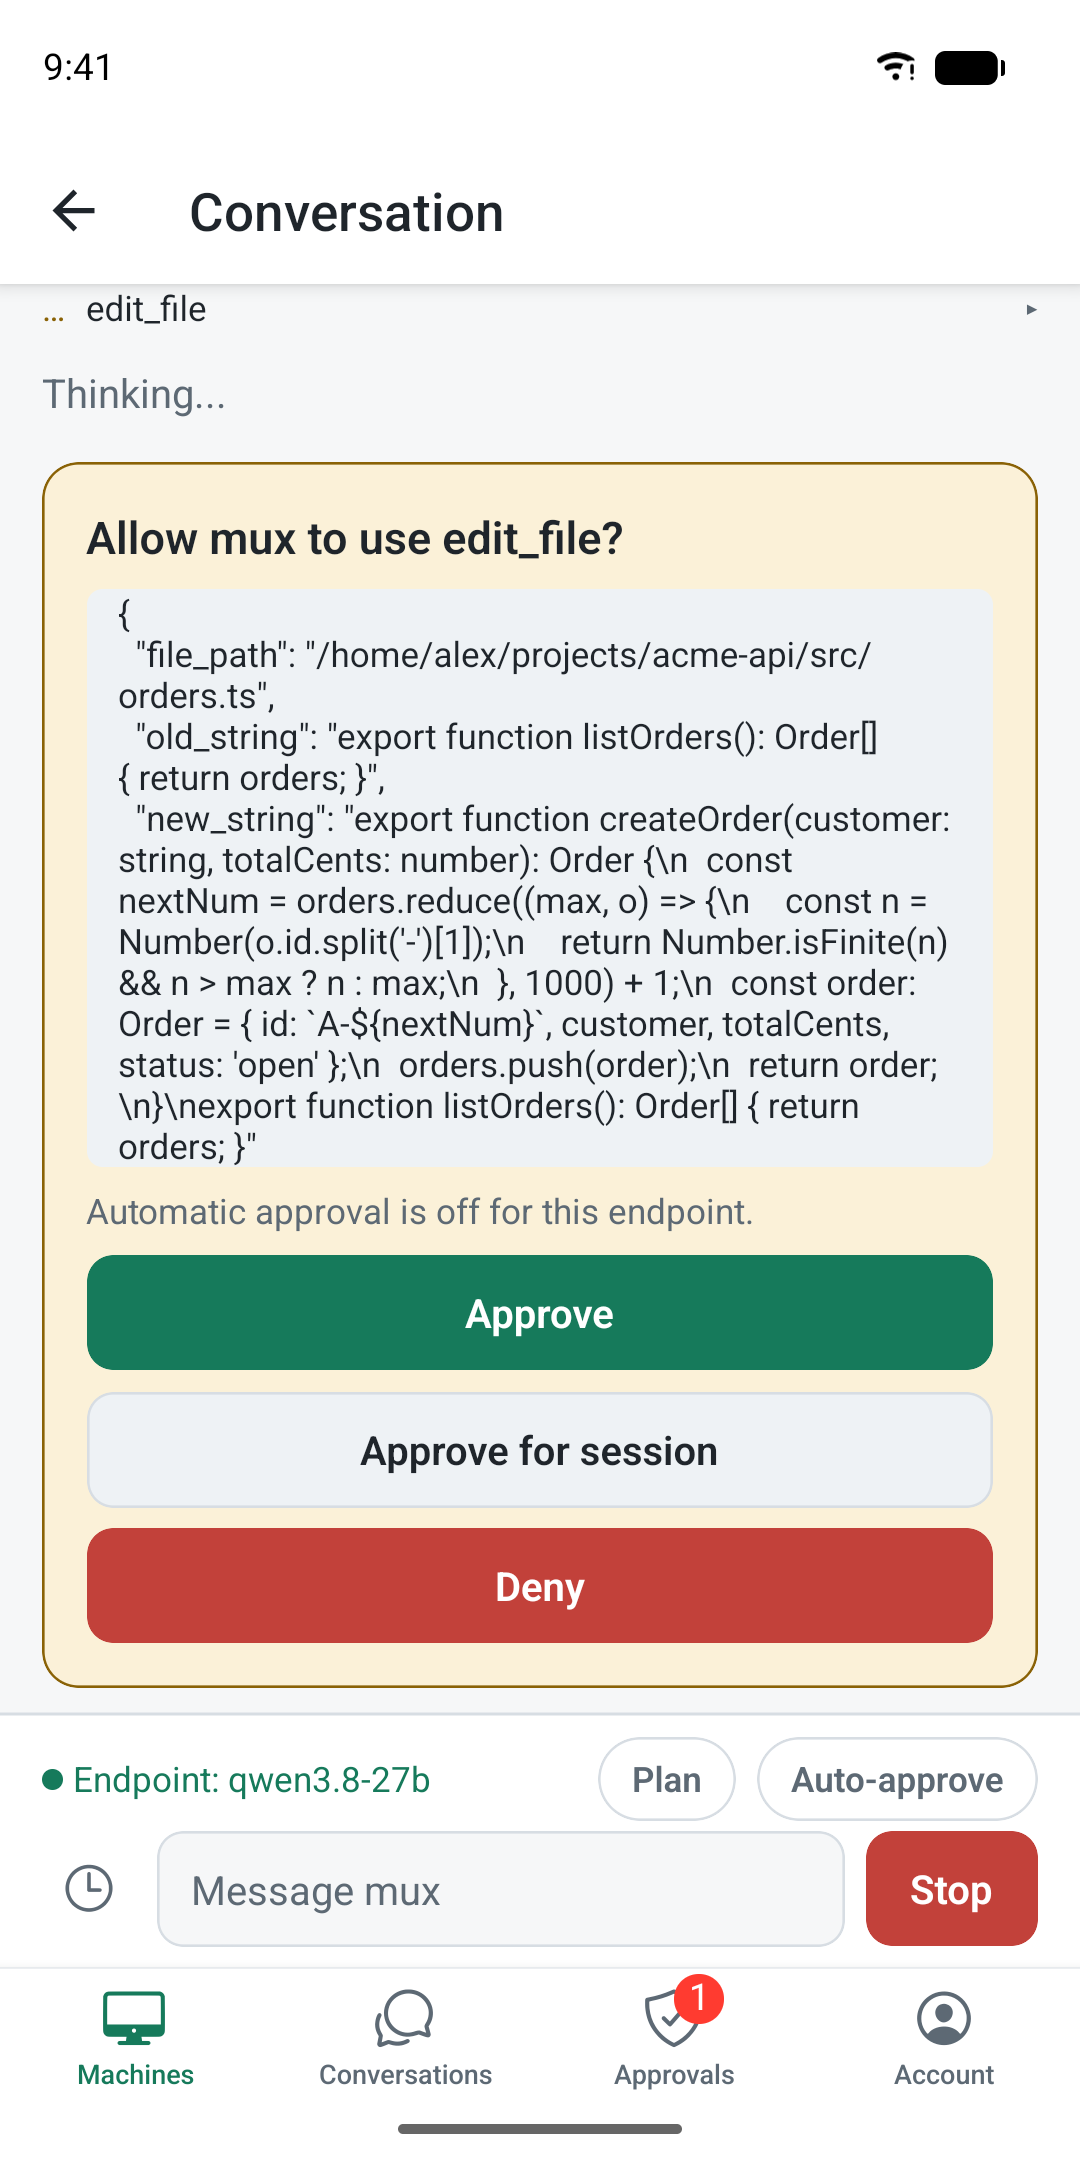 9:41
Conversation
... edit_file
Thinking...
Allow mux to use edit_file?
{
  "file_path": "/home/alex/projects/acme-api/src/
orders.ts",
  "old_string": "export function listOrders(): Order[]
{ return orders; }",
  "new_string": "export function createOrder(customer:
string, totalCents: number): Order {\n  const
nextNum = orders.reduce((max, o) => {\n    const n =
Number(o.id.split('-')[1]);\n    return Number.isFinite(n)
&& n > max ? n : max;\n  }, 1000) + 1;\n  const order:
Order = { id: `A-${nextNum}`, customer, totalCents,
status: 'open' };\n  orders.push(order);\n  return order;
\n}\nexport function listOrders(): Order[] { return
orders; }"
Automatic approval is off for this endpoint.
Approve
Approve for session
Deny
Endpoint: qwen3.8-27b
Plan
Auto-approve
Message mux
Stop
1
Machines
Conversations
Approvals
Account